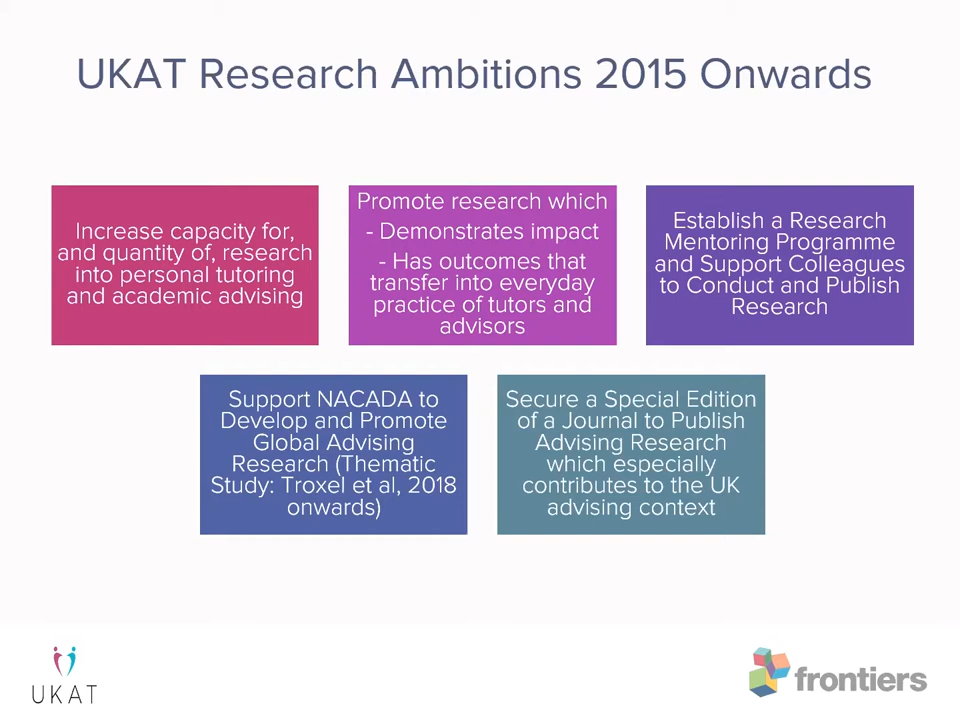 UKAT Research Ambitions 2015 Onwards
Increase capacity for,
and quantity of, research
into personal tutoring
and academic advising
Promote research which
- Demonstrates impact
- Has outcomes that
transfer into everyday
practice of tutors and
advisors
Establish a Research
Mentoring Programme
and Support Colleagues
to Conduct and Publish
Research
Support NACADA to
Develop and Promote
Global Advising
Research (Thematic
Study: Troxel et al, 2018
onwards)
Secure a Special Edition
of a Journal to Publish
Advising Research
which especially
contributes to the UK
advising context
UKAT
frontiers